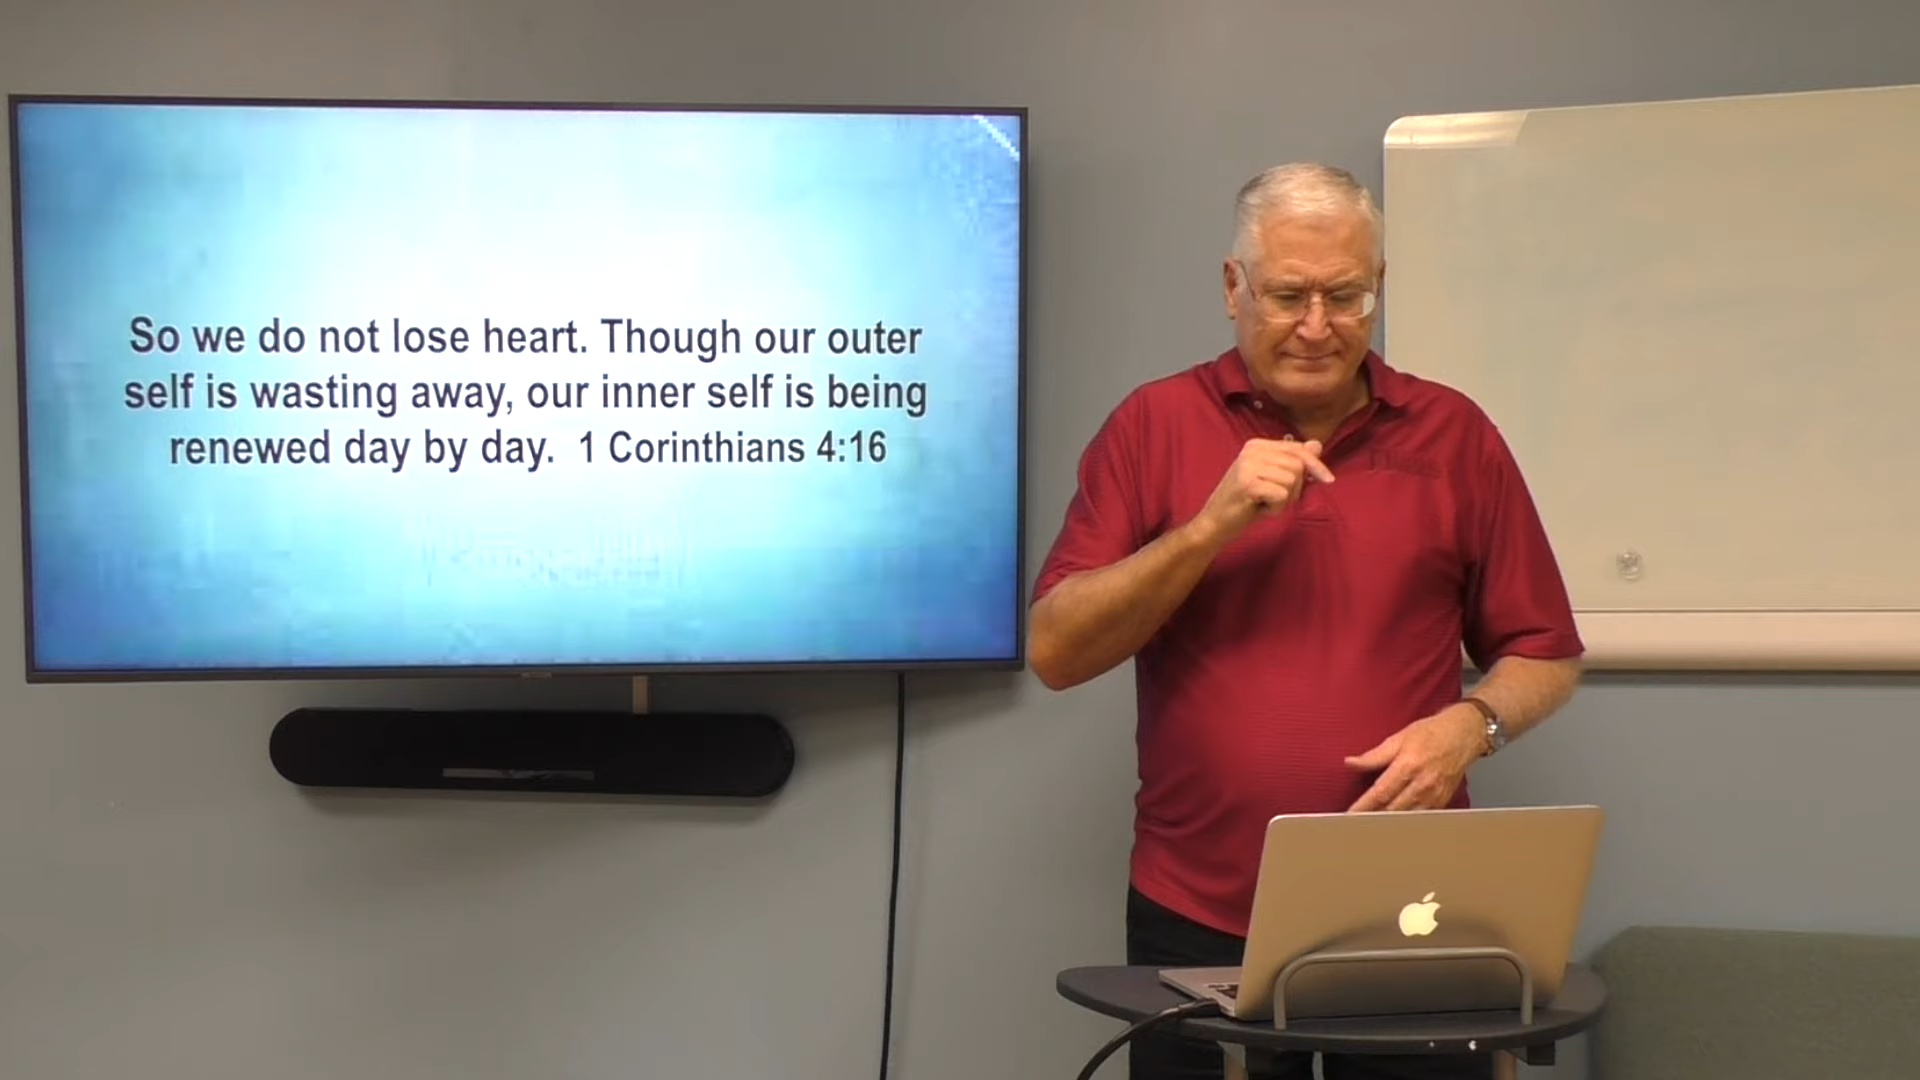 So we do not lose heart. Though our outer
self is wasting away, our inner self is being
renewed day by day.  1 Corinthians 4:16